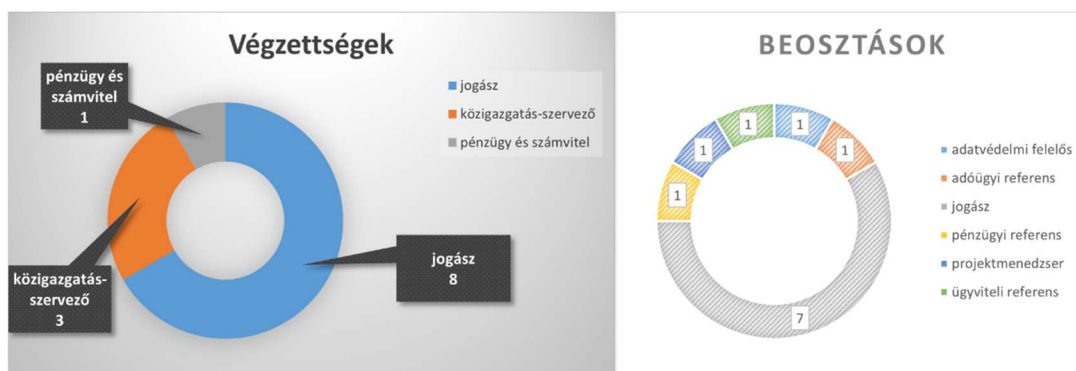 Végzettségek
pénzügy és
számvitel
1
közigazgatás-
szervező
3
jogász
8
jogász
közigazgatás-szervező
pénzügy és számvitel
BEOSZTÁSOK
1
1
7
1
1
1
adatvédelmi felelős
adóügyi referens
jogász
pénzügyi referens
projektmenedzser
ügyviteli referens